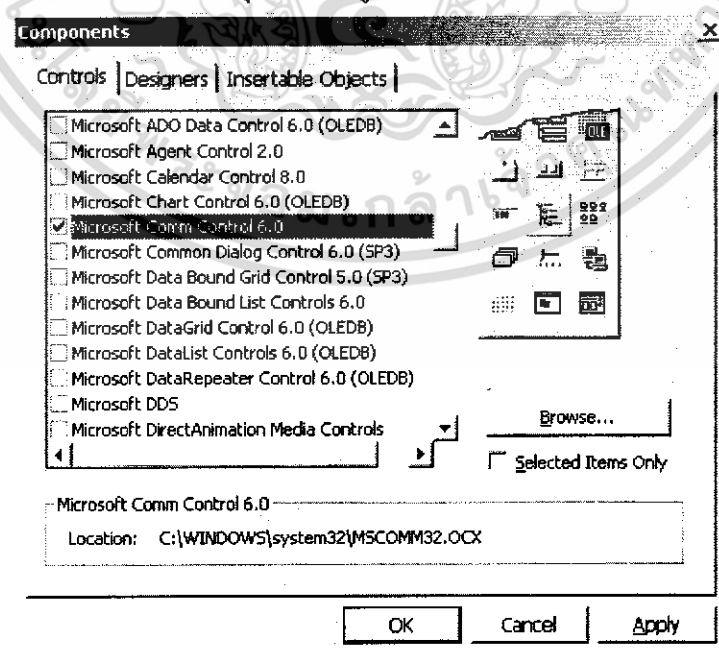 Components
Controls Designers Insertable Objects
Microsoft ADO Data Control 6.0 (OLEDB)
Microsoft Agent Control 2.0
Microsoft Calendar Control 8.0
Microsoft Chart Control 6.0 (OLEDB)
Microsoft Comm Control 6.0
Microsoft Common Dialog Control 6.0 (SP3)
Microsoft Data Bound Grid Control 5.0 (SP3)
Microsoft Data Bound List Controls 6.0
Microsoft DataGrid Control 6.0 (OLEDB)
Microsoft DataList Controls 6.0 (OLEDB)
Microsoft DataRepeater Control 6.0 (OLEDB)
Microsoft DDS
Microsoft DirectAnimation Media Controls
Browse...
Selected Items Only
Microsoft Comm Control 6.0
Location: C:\WINDOWS\system32\MSCOMM32.OCX
OK Cancel Apply